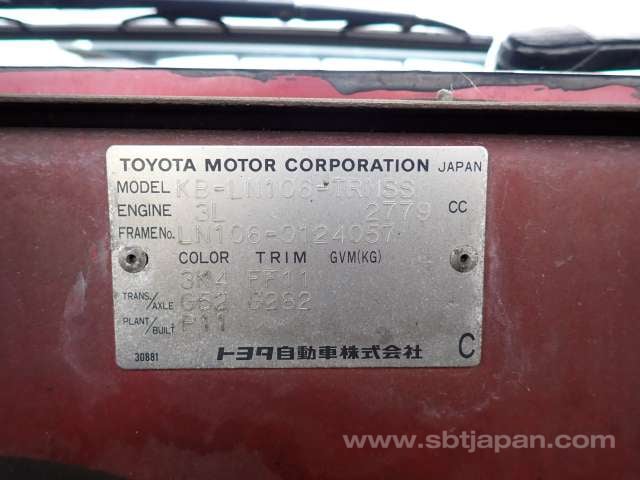 TOYOTA MOTOR CORPORATION JAPAN
MODEL KB-LN106-TRMSS
ENGINE 3L 2779 CC
FRAME No. LN106-0124057
COLOR TRIM GVM(KG)
3K4 FF11
TRANS./AXLE G52 G282
PLANT/BUILT P11
30881 トヨタ自動車株式会社 C
www.sbtjapan.com